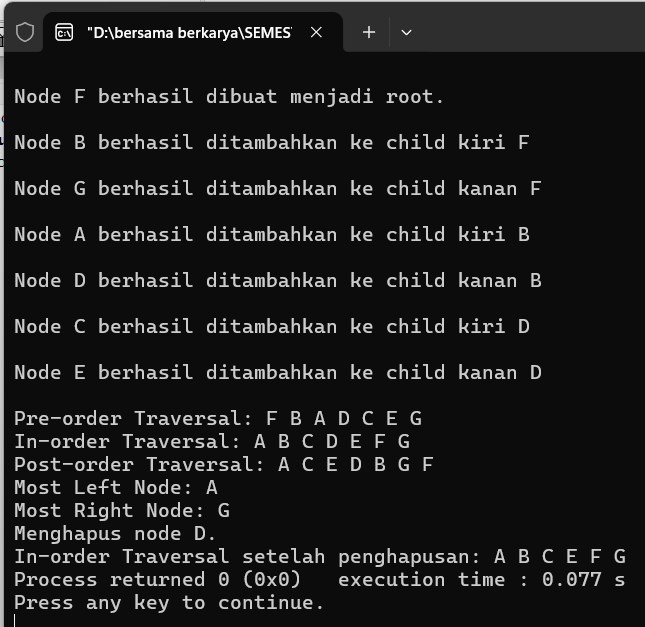 "D:\bersama berkarya\SEMES
Node F berhasil dibuat menjadi root.
Node B berhasil ditambahkan ke child kiri F
Node G berhasil ditambahkan ke child kanan F
Node A berhasil ditambahkan ke child kiri B
Node D berhasil ditambahkan ke child kanan B
Node C berhasil ditambahkan ke child kiri D
Node E berhasil ditambahkan ke child kanan D
Pre-order Traversal: F B A D C E G
In-order Traversal: A B C D E F G
Post-order Traversal: A C E D B G F
Most Left Node: A
Most Right Node: G
Menghapus node D.
In-order Traversal setelah penghapusan: A B C E F G
Process returned 0 (0x0)   execution time : 0.077 s
Press any key to continue.